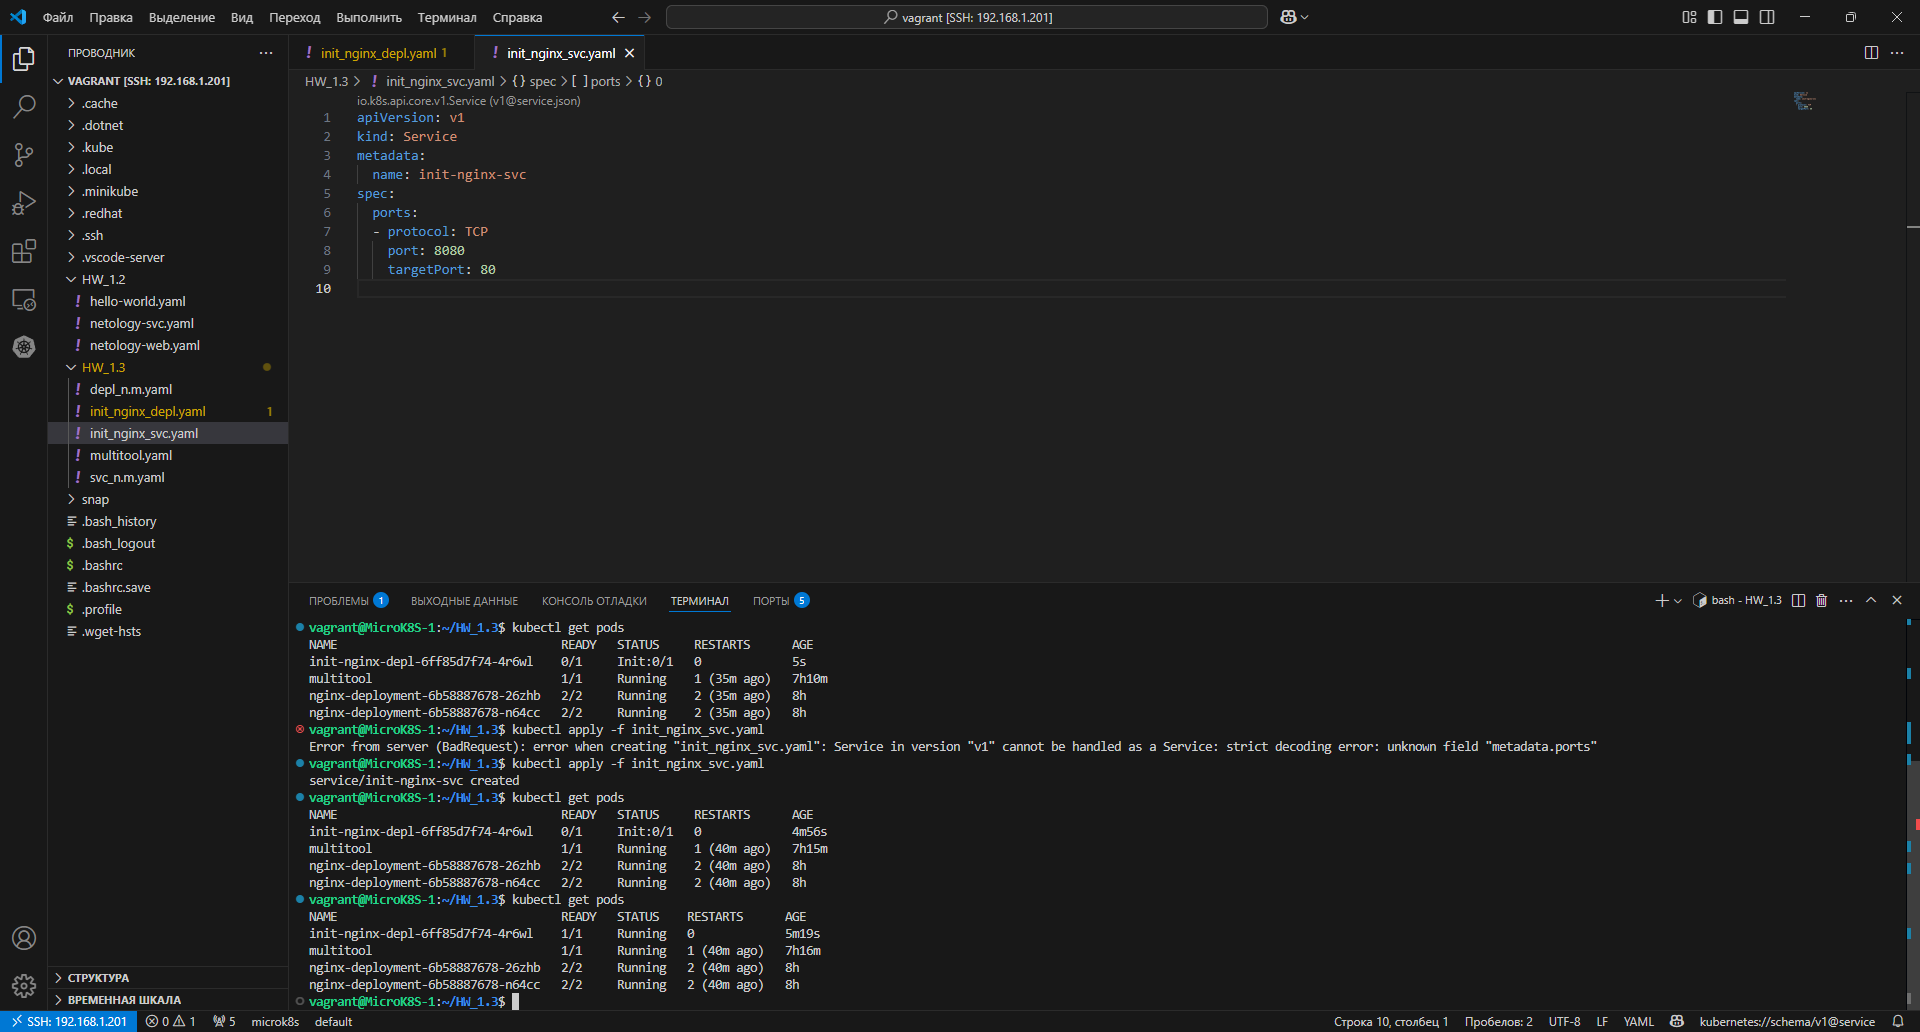 Файл Правка Выделение Вид Переход Выполнить Терминал Справка
vagrant [SSH: 192.168.1.201]
ПРОВОДНИК
VAGRANT [SSH: 192.168.1.201]
.cache
.dotnet
.kube
.local
.minikube
.redhat
.ssh
.vscode-server
HW_1.2
! hello-world.yaml
! netology-svc.yaml
! netology-web.yaml
HW_1.3
! depl_n.m.yaml
! init_nginx_depl.yaml 1
! init_nginx_svc.yaml
! multitool.yaml
! svc_n.m.yaml
snap
.bash_history
$ .bash_logout
$ .bashrc
.bashrc.save
$ .profile
.wget-hsts
СТРУКТУРА
ВРЕМЕННАЯ ШКАЛА
! init_nginx_depl.yaml 1
! init_nginx_svc.yaml
HW_1.3 > ! init_nginx_svc.yaml > {} spec > [ ] ports > {} 0
io.k8s.api.core.v1.Service (v1@service.json)
1 apiVersion: v1
2 kind: Service
3 metadata:
4 name: init-nginx-svc
5 spec:
6 ports:
7 - protocol: TCP
8 port: 8080
9 targetPort: 80
10
ПРОБЛЕМЫ 1 ВЫХОДНЫЕ ДАННЫЕ КОНСОЛЬ ОТЛАДКИ ТЕРМИНАЛ ПОРТЫ 5
bash - HW_1.3
vagrant@MicroK8S-1:~/HW_1.3$ kubectl get pods
NAME READY STATUS RESTARTS AGE
init-nginx-depl-6ff85d7f74-4r6wl 0/1 Init:0/1 0 5s
multitool 1/1 Running 1 (35m ago) 7h10m
nginx-deployment-6b58887678-26zhb 2/2 Running 2 (35m ago) 8h
nginx-deployment-6b58887678-n64cc 2/2 Running 2 (35m ago) 8h
vagrant@MicroK8S-1:~/HW_1.3$ kubectl apply -f init_nginx_svc.yaml
Error from server (BadRequest): error when creating "init_nginx_svc.yaml": Service in version "v1" cannot be handled as a Service: strict decoding error: unknown field "metadata.ports"
vagrant@MicroK8S-1:~/HW_1.3$ kubectl apply -f init_nginx_svc.yaml
service/init-nginx-svc created
vagrant@MicroK8S-1:~/HW_1.3$ kubectl get pods
NAME READY STATUS RESTARTS AGE
init-nginx-depl-6ff85d7f74-4r6wl 0/1 Init:0/1 0 4m56s
multitool 1/1 Running 1 (40m ago) 7h15m
nginx-deployment-6b58887678-26zhb 2/2 Running 2 (40m ago) 8h
nginx-deployment-6b58887678-n64cc 2/2 Running 2 (40m ago) 8h
vagrant@MicroK8S-1:~/HW_1.3$ kubectl get pods
NAME READY STATUS RESTARTS AGE
init-nginx-depl-6ff85d7f74-4r6wl 1/1 Running 0 5m19s
multitool 1/1 Running 1 (40m ago) 7h16m
nginx-deployment-6b58887678-26zhb 2/2 Running 2 (40m ago) 8h
nginx-deployment-6b58887678-n64cc 2/2 Running 2 (40m ago) 8h
vagrant@MicroK8S-1:~/HW_1.3$
SSH: 192.168.1.201 0 1 5 microk8s default Строка 10, столбец 1 Пробелов: 2 UTF-8 LF YAML kubernetes://schema/v1@service